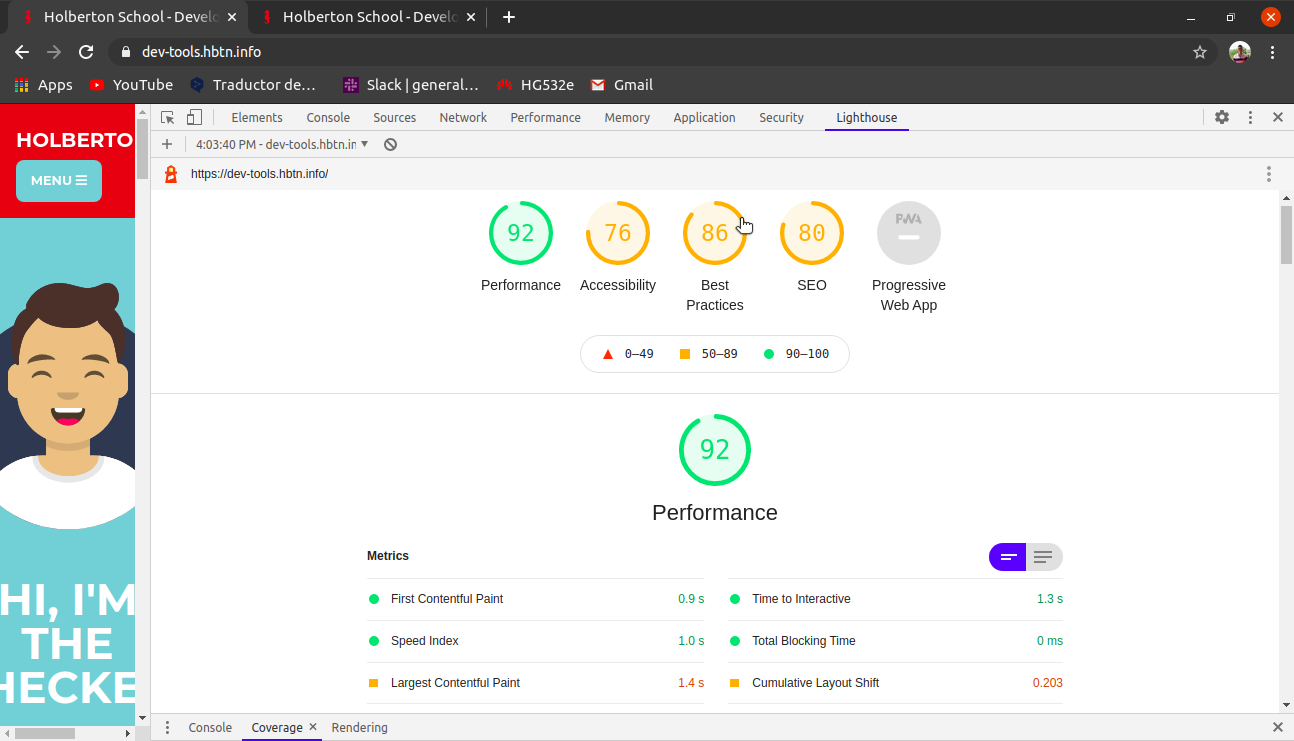 Holberton School - Develo
Holberton School - Develo
dev-tools.hbtn.info
Apps
YouTube
Traductor de…
Slack | general…
HG532e
Gmail
Elements
Console
Sources
Network
Performance
Memory
Application
Security
Lighthouse
4:03:40 PM - dev-tools.hbtn.in
https://dev-tools.hbtn.info/
HOLBERTO
MENU
92
76
86
80
PWA
Performance
Accessibility
Best
Practices
SEO
Progressive
Web App
0–49
50–89
90–100
92
Performance
Metrics
First Contentful Paint 0.9 s
Time to Interactive 1.3 s
Speed Index 1.0 s
Total Blocking Time 0 ms
Largest Contentful Paint 1.4 s
Cumulative Layout Shift 0.203
HI, I'M
THE
HECKE
Console
Coverage
Rendering